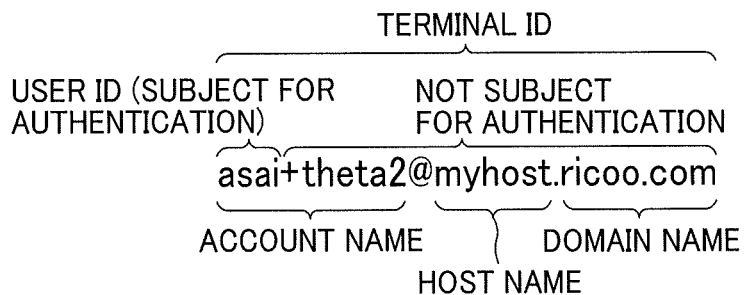 TERMINAL ID
USER ID (SUBJECT FOR
AUTHENTICATION)
NOT SUBJECT
FOR AUTHENTICATION
asai+theta2@myhost.ricoo.com
ACCOUNT NAME
DOMAIN NAME
HOST NAME